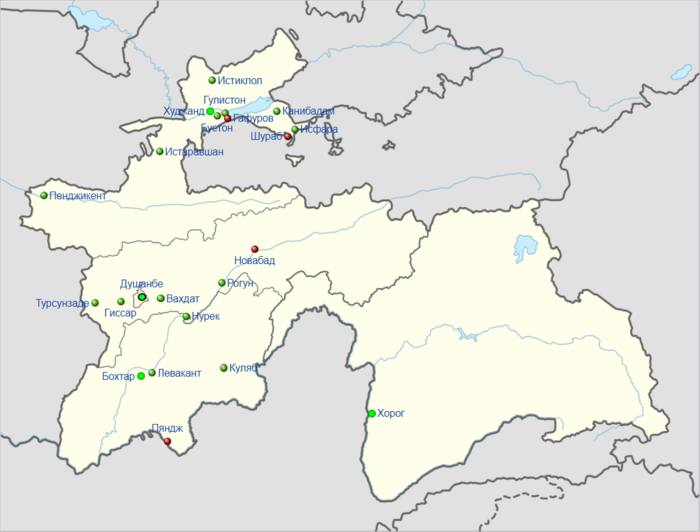 Истиклол
Гулистон
Худжанд
Гафуров
Канибадам
Бустон
Шураб
Исфара
Истаравшан
Пенджикент
Новабад
Душанбе
Рогун
Турсунзаде
Вахдат
Гиссар
Нурек
Куляб
Бохтар
Левакант
Хорог
Пяндж